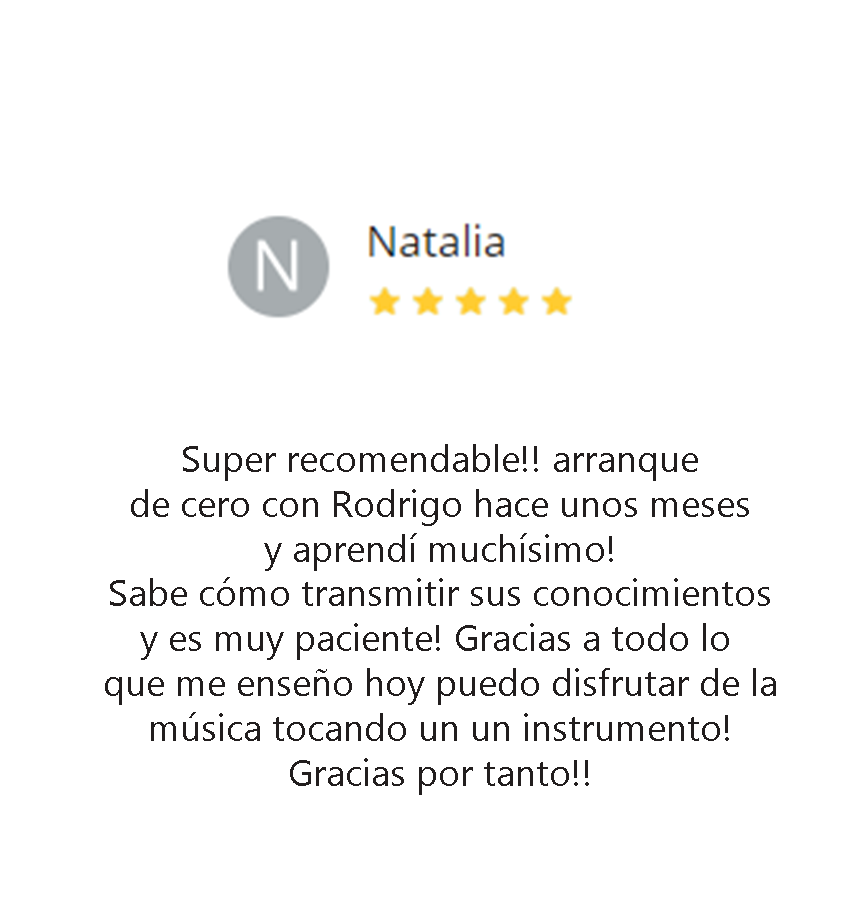 N
Natalia
Super recomendable!! arranque
de cero con Rodrigo hace unos meses
y aprendí muchísimo!
Sabe cómo transmitir sus conocimientos
y es muy paciente! Gracias a todo lo
que me enseño hoy puedo disfrutar de la
música tocando un un instrumento!
Gracias por tanto!!